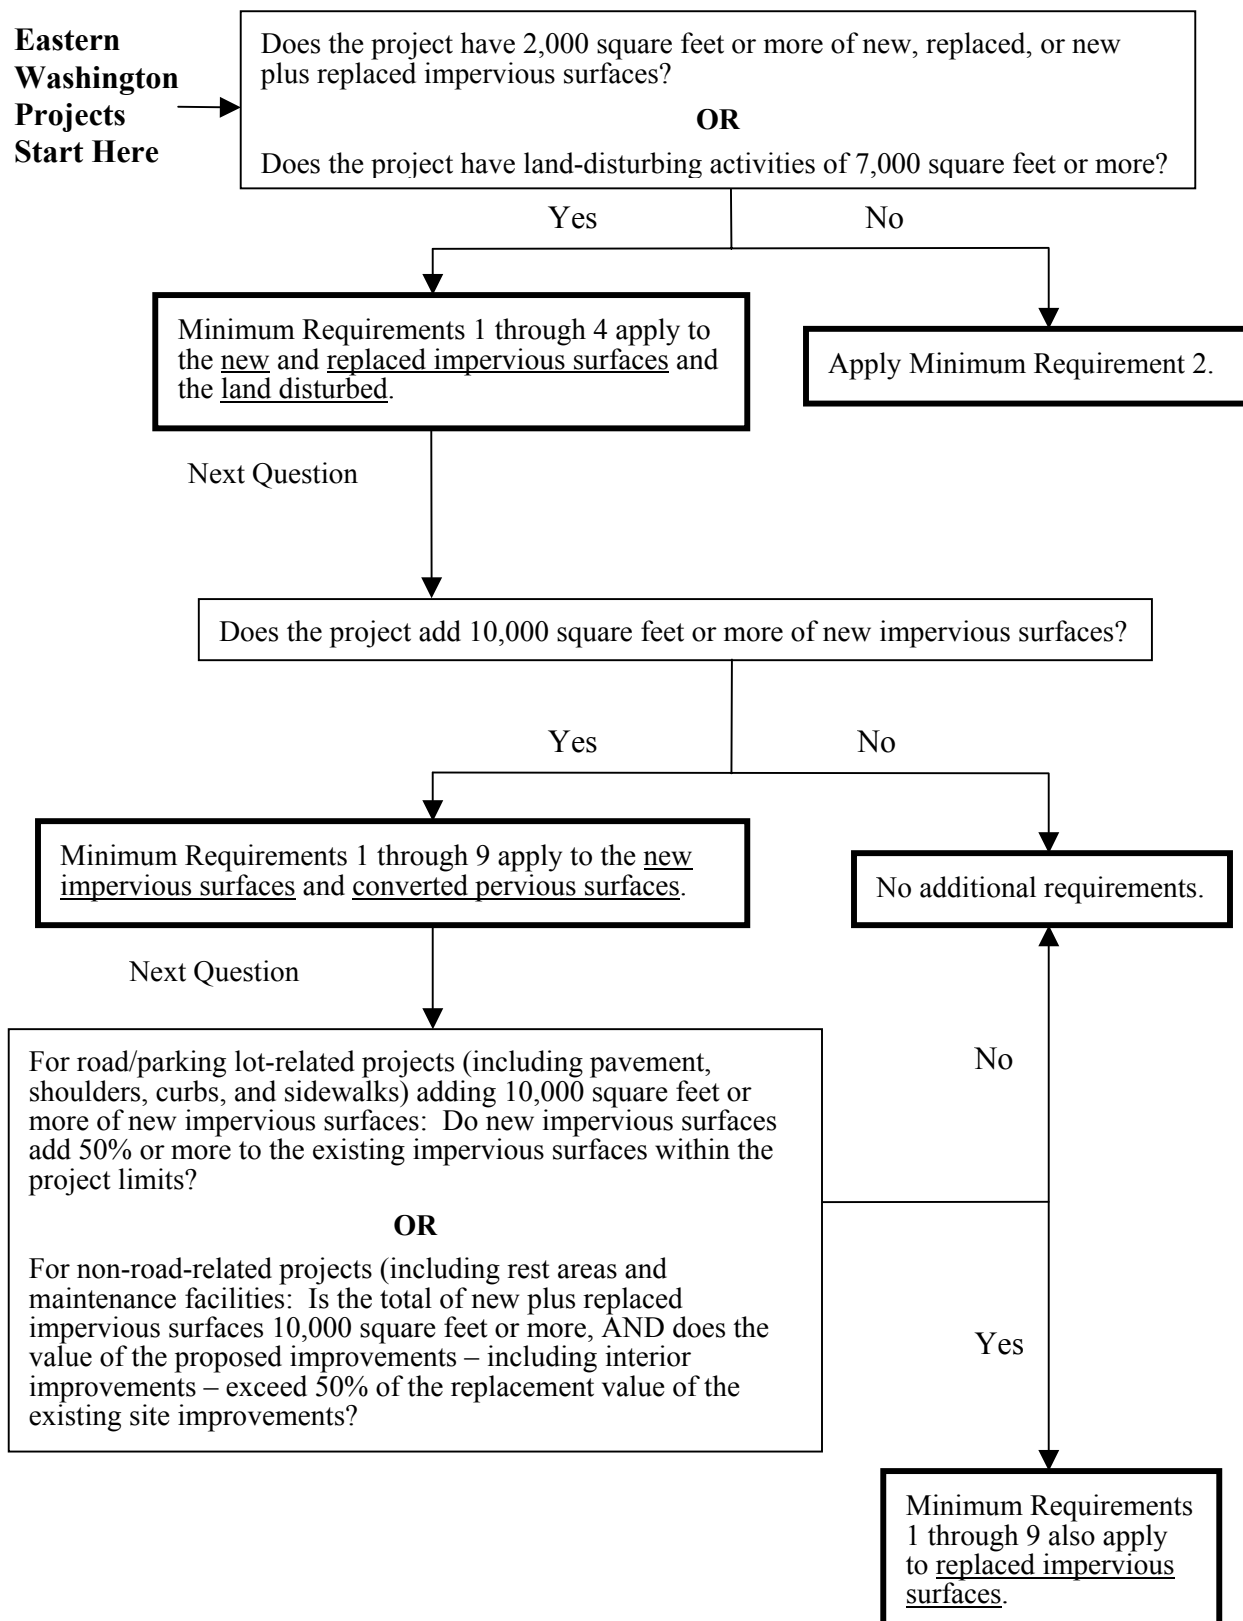 Eastern
Washington
Projects
Start Here
Does the project have 2,000 square feet or more of new, replaced, or new
plus replaced impervious surfaces?
OR
Does the project have land-disturbing activities of 7,000 square feet or more?
Yes
No
Minimum Requirements 1 through 4 apply to
the new and replaced impervious surfaces and
the land disturbed.
Apply Minimum Requirement 2.
Next Question
Does the project add 10,000 square feet or more of new impervious surfaces?
Yes
No
Minimum Requirements 1 through 9 apply to the new
impervious surfaces and converted pervious surfaces.
No additional requirements.
Next Question
For road/parking lot-related projects (including pavement,
shoulders, curbs, and sidewalks) adding 10,000 square feet or
more of new impervious surfaces:  Do new impervious surfaces
add 50% or more to the existing impervious surfaces within the
project limits?
OR
For non-road-related projects (including rest areas and
maintenance facilities:  Is the total of new plus replaced
impervious surfaces 10,000 square feet or more, AND does the
value of the proposed improvements – including interior
improvements – exceed 50% of the replacement value of the
existing site improvements?
No
Yes
Minimum Requirements
1 through 9 also apply
to replaced impervious
surfaces.